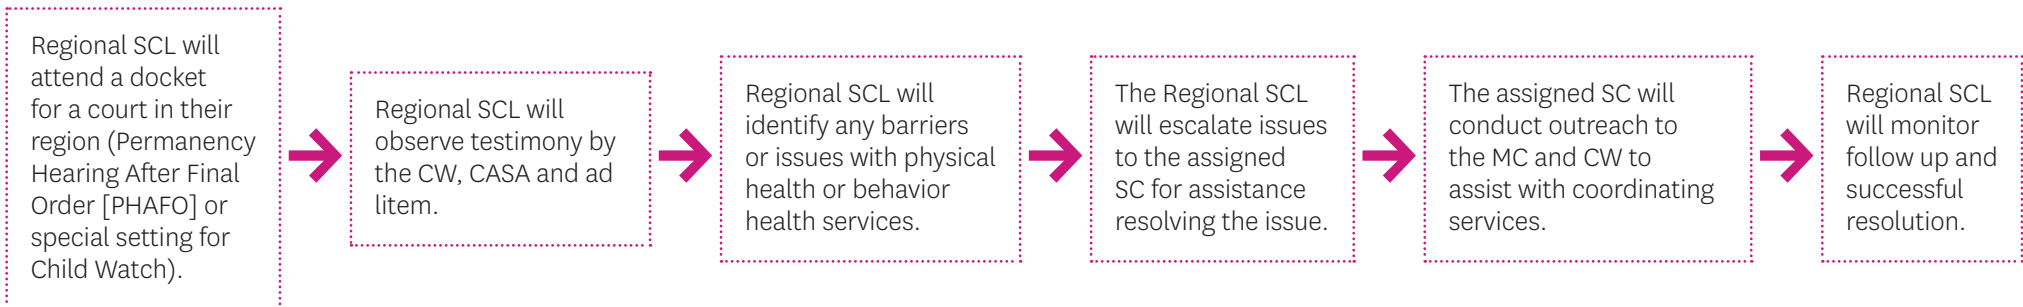 Regional SCL will
attend a docket
for a court in their
region (Permanency
Hearing After Final
Order [PHAFO] or
special setting for
Child Watch).
Regional SCL will
observe testimony by
the CW, CASA and ad
litem.
Regional SCL will
identify any barriers
or issues with physical
health or behavior
health services.
The Regional SCL
will escalate issues
to the assigned
SC for assistance
resolving the issue.
The assigned SC will
conduct outreach to
the MC and CW to
assist with coordinating
services.
Regional SCL
will monitor
follow up and
successful
resolution.